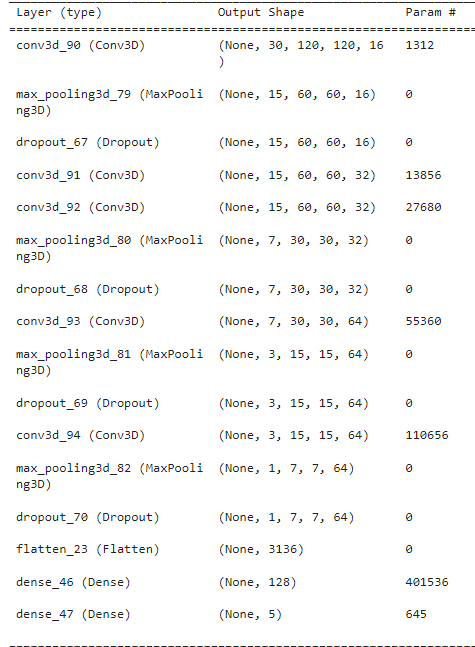 Layer (type) Output Shape Param #
=================================================================
conv3d_90 (Conv3D) (None, 30, 120, 120, 16 1312
)
max_pooling3d_79 (MaxPooli (None, 15, 60, 60, 16) 0
ng3D)
dropout_67 (Dropout) (None, 15, 60, 60, 16) 0
conv3d_91 (Conv3D) (None, 15, 60, 60, 32) 13856
conv3d_92 (Conv3D) (None, 15, 60, 60, 32) 27680
max_pooling3d_80 (MaxPooli (None, 7, 30, 30, 32) 0
ng3D)
dropout_68 (Dropout) (None, 7, 30, 30, 32) 0
conv3d_93 (Conv3D) (None, 7, 30, 30, 64) 55360
max_pooling3d_81 (MaxPooli (None, 3, 15, 15, 64) 0
ng3D)
dropout_69 (Dropout) (None, 3, 15, 15, 64) 0
conv3d_94 (Conv3D) (None, 3, 15, 15, 64) 110656
max_pooling3d_82 (MaxPooli (None, 1, 7, 7, 64) 0
ng3D)
dropout_70 (Dropout) (None, 1, 7, 7, 64) 0
flatten_23 (Flatten) (None, 3136) 0
dense_46 (Dense) (None, 128) 401536
dense_47 (Dense) (None, 5) 645